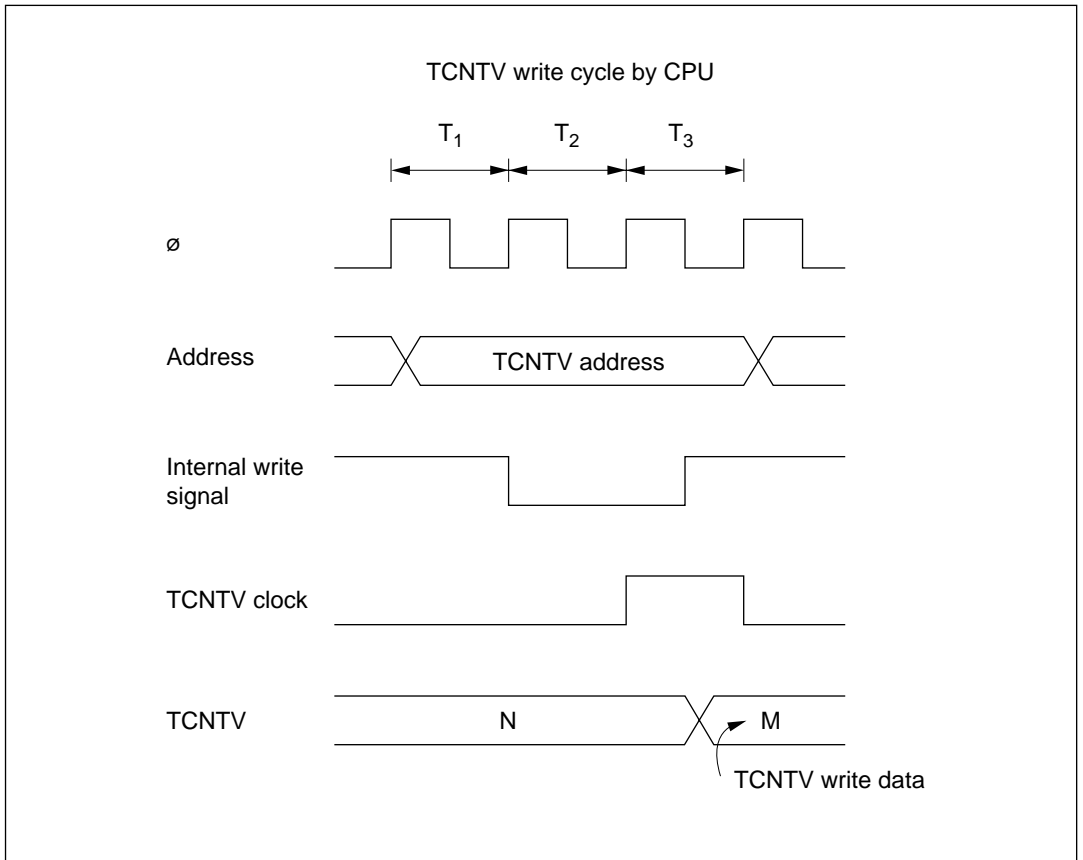 TCNTV write cycle by CPU
T1 T2 T3
ø
Address
TCNTV address
Internal write
signal
TCNTV clock
TCNTV
N
M
TCNTV write data